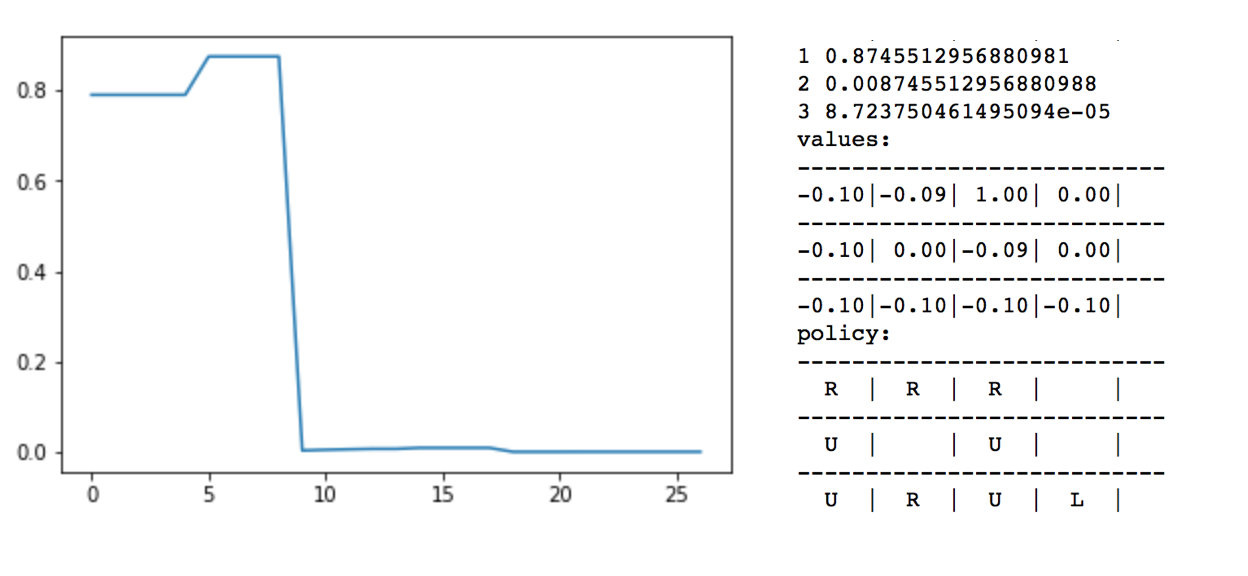 0.8
0.6
0.4
0.2
0.0
0 5 10 15 20 25
1 0.8745512956880981
2 0.008745512956880988
3 8.723750461495094e-05
values:
---------------------------
-0.10|-0.09| 1.00| 0.00|
---------------------------
-0.10| 0.00|-0.09| 0.00|
---------------------------
-0.10|-0.10|-0.10|-0.10|
policy:
---------------------------
  R  |  R  |  R  |     |
---------------------------
  U  |     |  U  |     |
---------------------------
  U  |  R  |  U  |  L  |